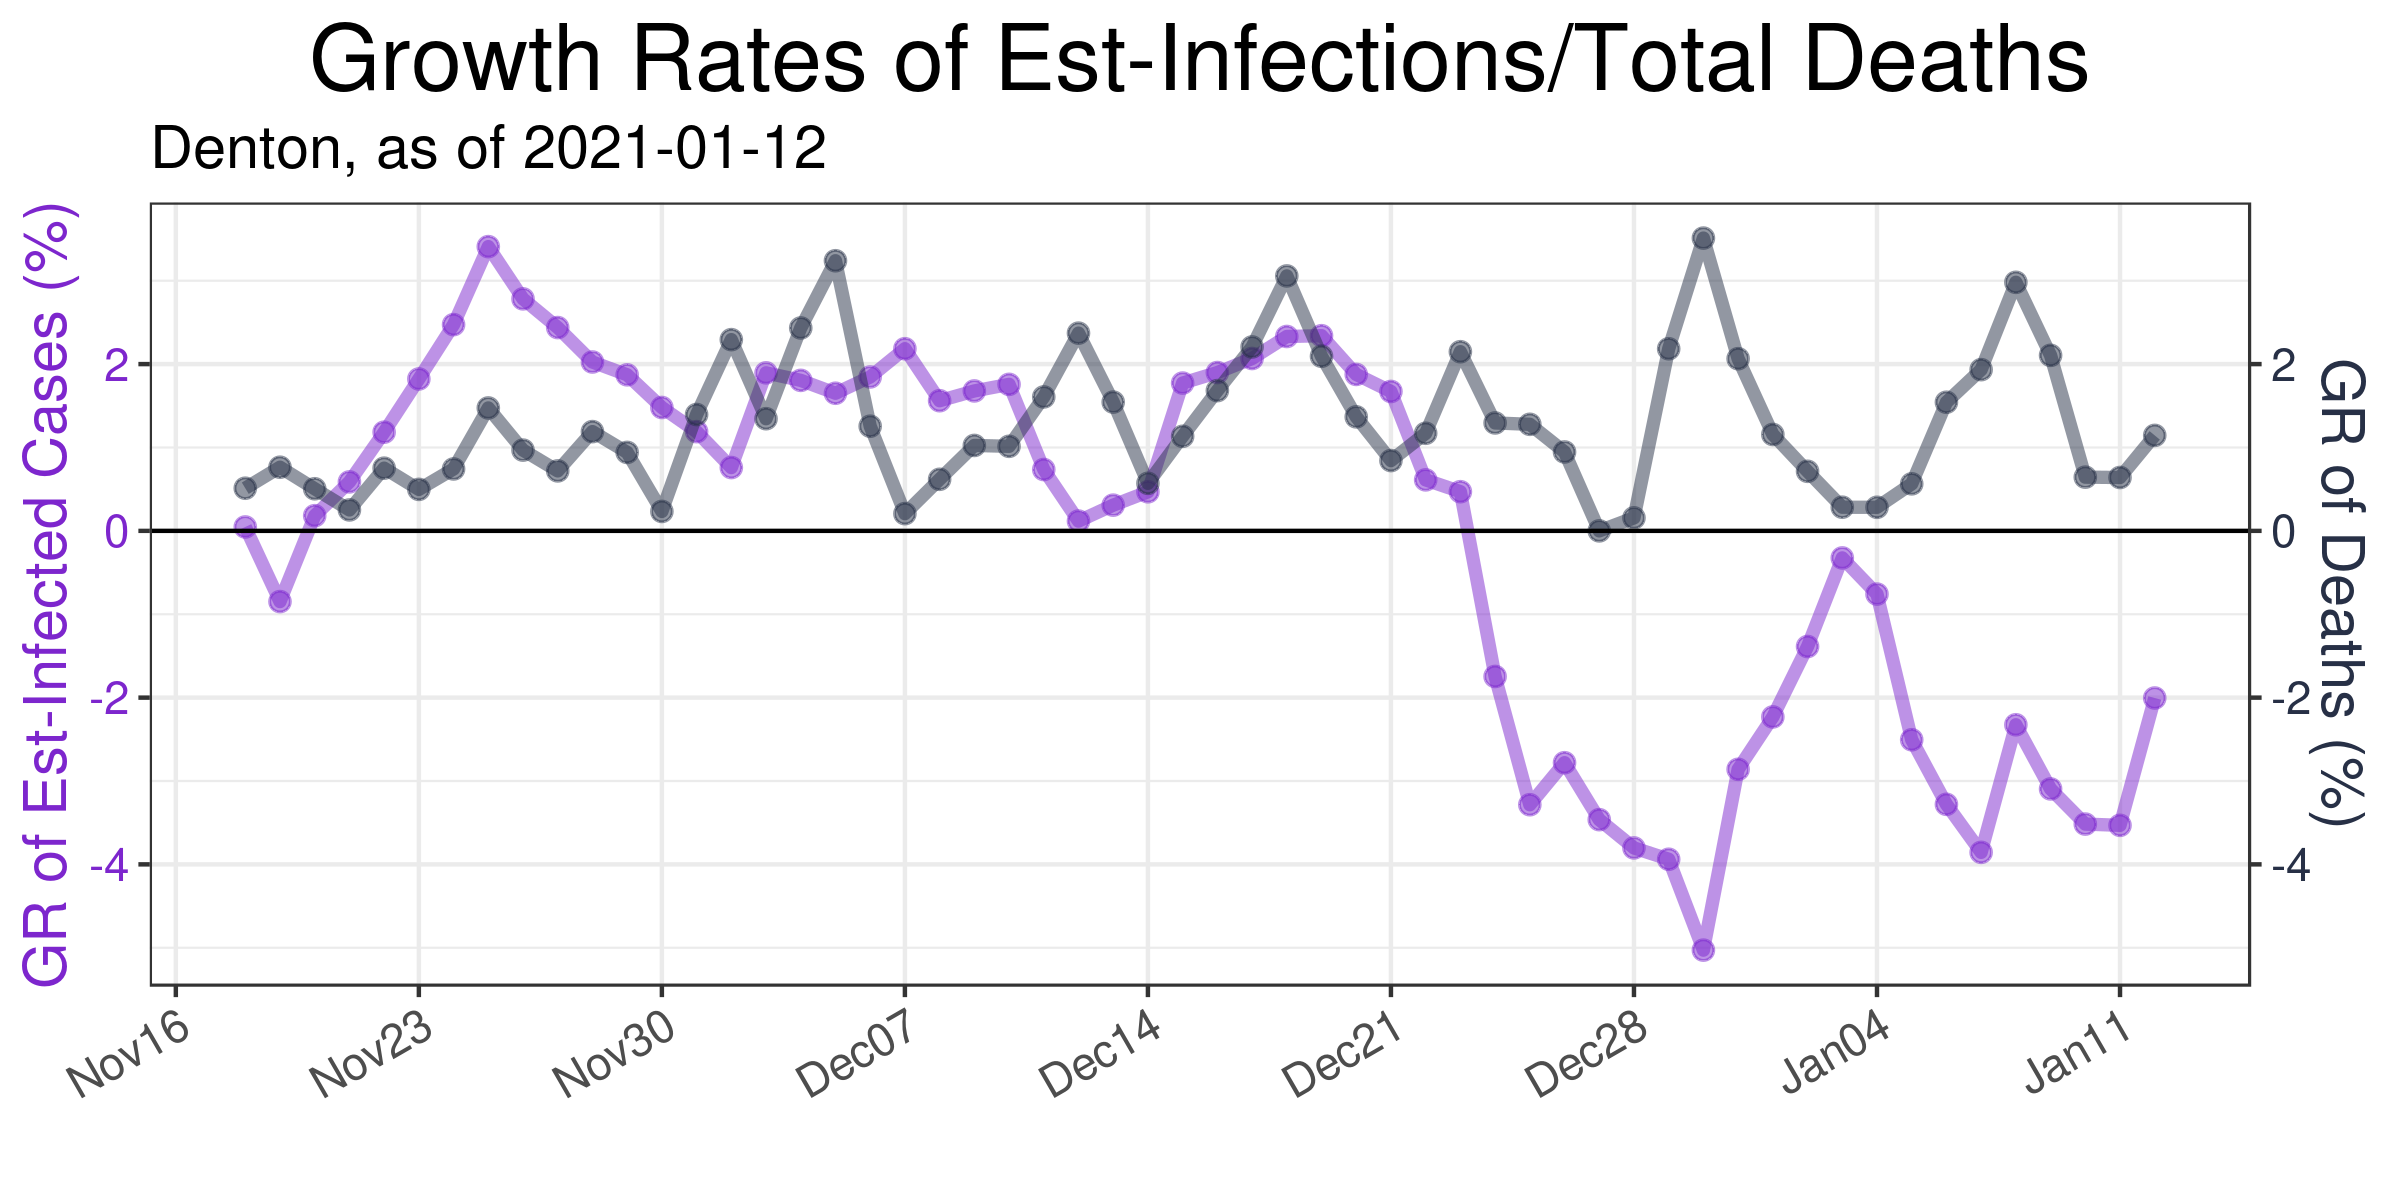 Growth Rates of Est-Infections/Total Deaths
Denton, as of 2021-01-12
GR of Est-Infected Cases (%)
2
0
-2
-4
2
0
-2
-4
GR of Deaths (%)
Nov16
Nov23
Nov30
Dec07
Dec14
Dec21
Dec28
Jan04
Jan11